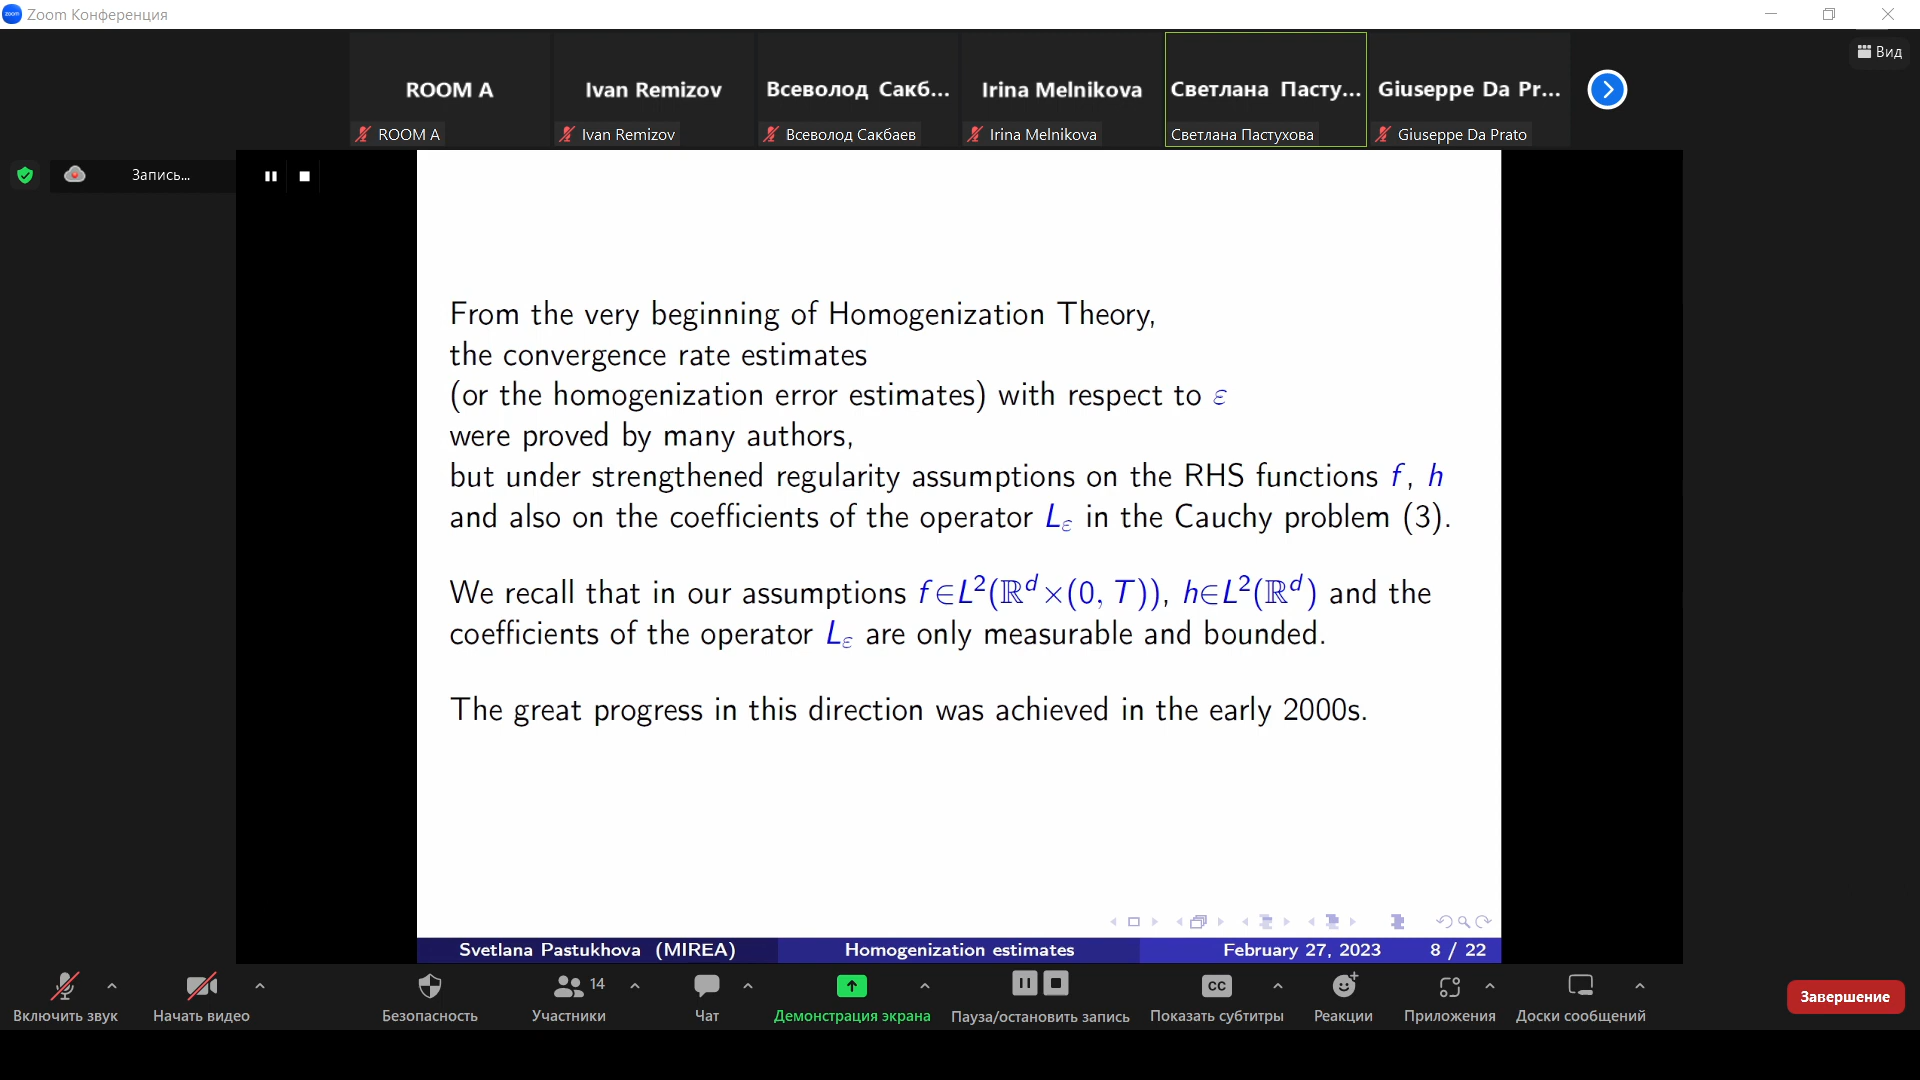 zoom Zoom Конференция
Вид
ROOM A
Ivan Remizov
Всеволод Сакб...
Irina Melnikova
Светлана Пасту...
Giuseppe Da Pr...
ROOM A
Ivan Remizov
Всеволод Сакбаев
Irina Melnikova
Светлана Пастухова
Giuseppe Da Prato
Запись...
From the very beginning of Homogenization Theory,
the convergence rate estimates
(or the homogenization error estimates) with respect to ε
were proved by many authors,
but under strengthened regularity assumptions on the RHS functions f, h
and also on the coefficients of the operator Lε in the Cauchy problem (3).
We recall that in our assumptions f∈L²(ℝᵈ×(0, T)), h∈L²(ℝᵈ) and the
coefficients of the operator Lε are only measurable and bounded.
The great progress in this direction was achieved in the early 2000s.
Svetlana Pastukhova (MIREA) Homogenization estimates February 27, 2023 8 / 22
14
CC
Включить звук
Начать видео
Безопасность
Участники
Чат
Демонстрация экрана
Пауза/остановить запись
Показать субтитры
Реакции
Приложения
Доски сообщений
Завершение